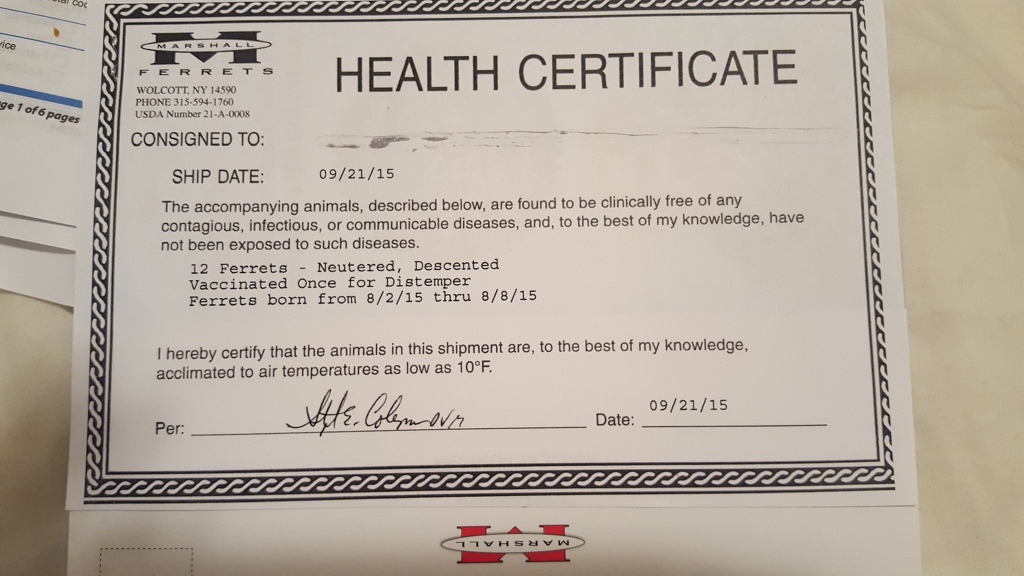 ice
ge 1 of 6 pages
MARSHALL
FERRETS
WOLCOTT, NY 14590
PHONE 315-594-1760
USDA Number 21-A-0008
HEALTH CERTIFICATE
CONSIGNED TO:
SHIP DATE: 09/21/15
The accompanying animals, described below, are found to be clinically free of any
contagious, infectious, or communicable diseases, and, to the best of my knowledge, have
not been exposed to such diseases.
12 Ferrets - Neutered, Descented
Vaccinated Once for Distemper
Ferrets born from 8/2/15 thru 8/8/15
I hereby certify that the animals in this shipment are, to the best of my knowledge,
acclimated to air temperatures as low as 10°F.
Per: DVM Date: 09/21/15
MARSHALL